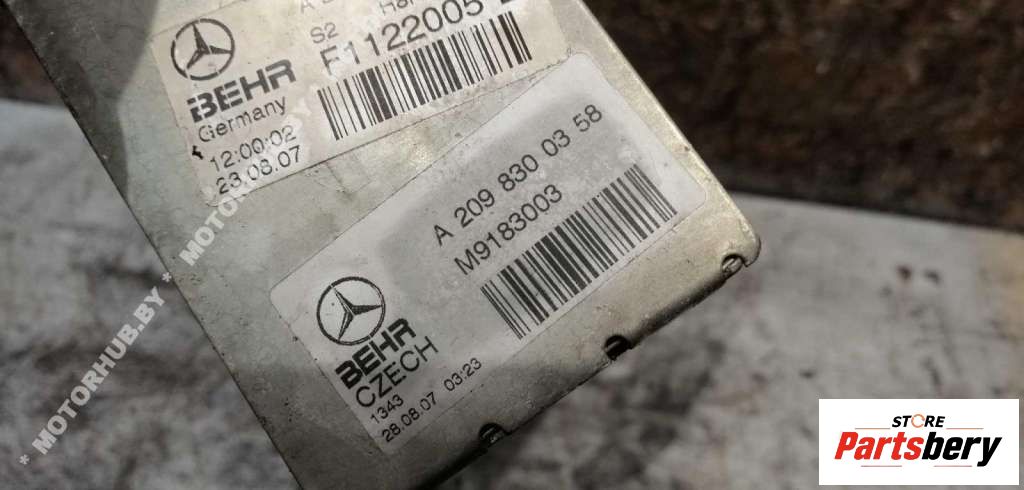 S2
F1122005
BEHR
Germany
12:00:02
23.08.07
A 209 830 03 58
M9183003
BEHR
CZECH
1343
28.08.07 03:23
* MOTORHUB.BY * MOTORHUB.BY *
STORE
Partsbery